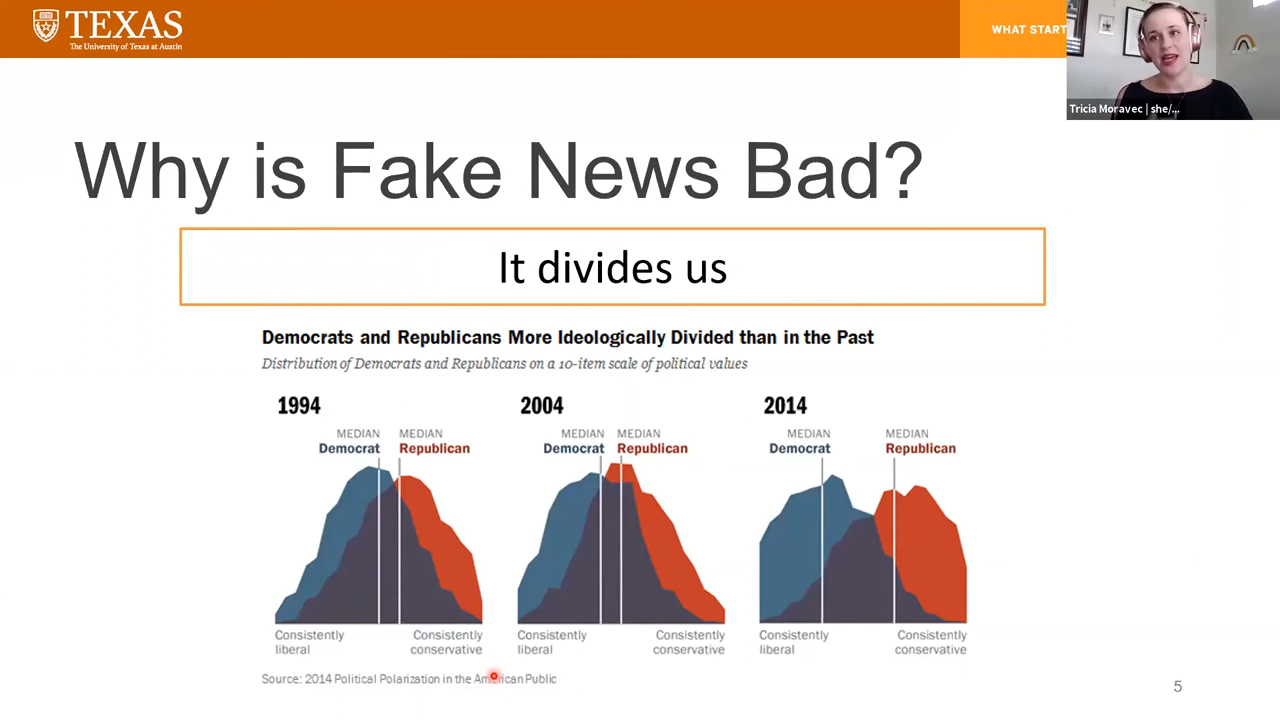 TEXAS
The University of Texas at Austin
WHAT START
Tricia Moravec | she/...
Why is Fake News Bad?
It divides us
Democrats and Republicans More Ideologically Divided than in the Past
Distribution of Democrats and Republicans on a 10-item scale of political values
1994
MEDIAN Democrat
MEDIAN Republican
Consistently liberal
Consistently conservative
2004
MEDIAN Democrat
MEDIAN Republican
Consistently liberal
Consistently conservative
2014
MEDIAN Democrat
MEDIAN Republican
Consistently liberal
Consistently conservative
Source: 2014 Political Polarization in the American Public
5